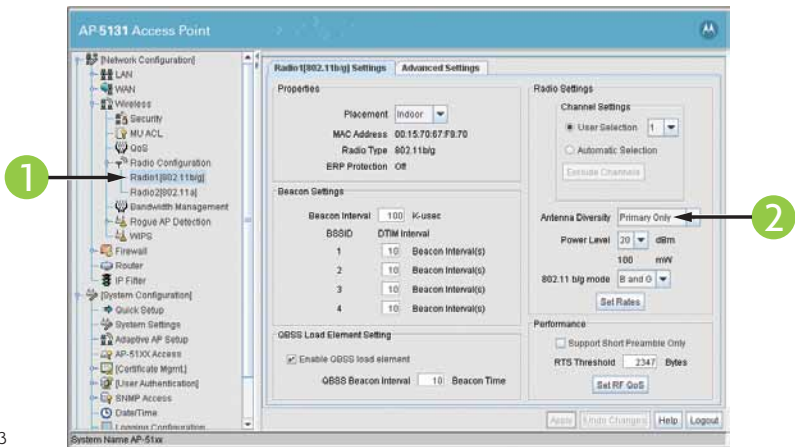 AP-5131 Access Point
[Network Configuration]
LAN
WAN
Wireless
Security
MU ACL
QoS
Radio Configuration
Radio1[802.11b/g]
Radio2[802.11a]
Bandwidth Management
Rogue AP Detection
WIPS
Firewall
Router
IP Filter
[System Configuration]
Quick Setup
System Settings
Adaptive AP Setup
AP-51XX Access
[Certificate Mgmt.]
[User Authentication]
SNMP Access
Date/Time
Logging Configuration
1
Radio1[802.11b/g] Settings Advanced Settings
Properties
Placement Indoor
MAC Address 00:15:70:67:F9:70
Radio Type 802.11b/g
ERP Protection Off
Beacon Settings
Beacon Interval 100 K-usec
BSSID DTIM Interval
1 10 Beacon Interval(s)
2 10 Beacon Interval(s)
3 10 Beacon Interval(s)
4 10 Beacon Interval(s)
QBSS Load Element Setting
Enable QBSS load element
QBSS Beacon Interval 10 Beacon Time
Radio Settings
Channel Settings
User Selection 1
Automatic Selection
Exclude Channels
Antenna Diversity Primary Only
2
Power Level 20 dBm
100 mW
802.11 b/g mode B and G
Set Rates
Performance
Support Short Preamble Only
RTS Threshold 2347 Bytes
Set RF QoS
Apply Undo Changes Help Logout
System Name AP-51xx
3